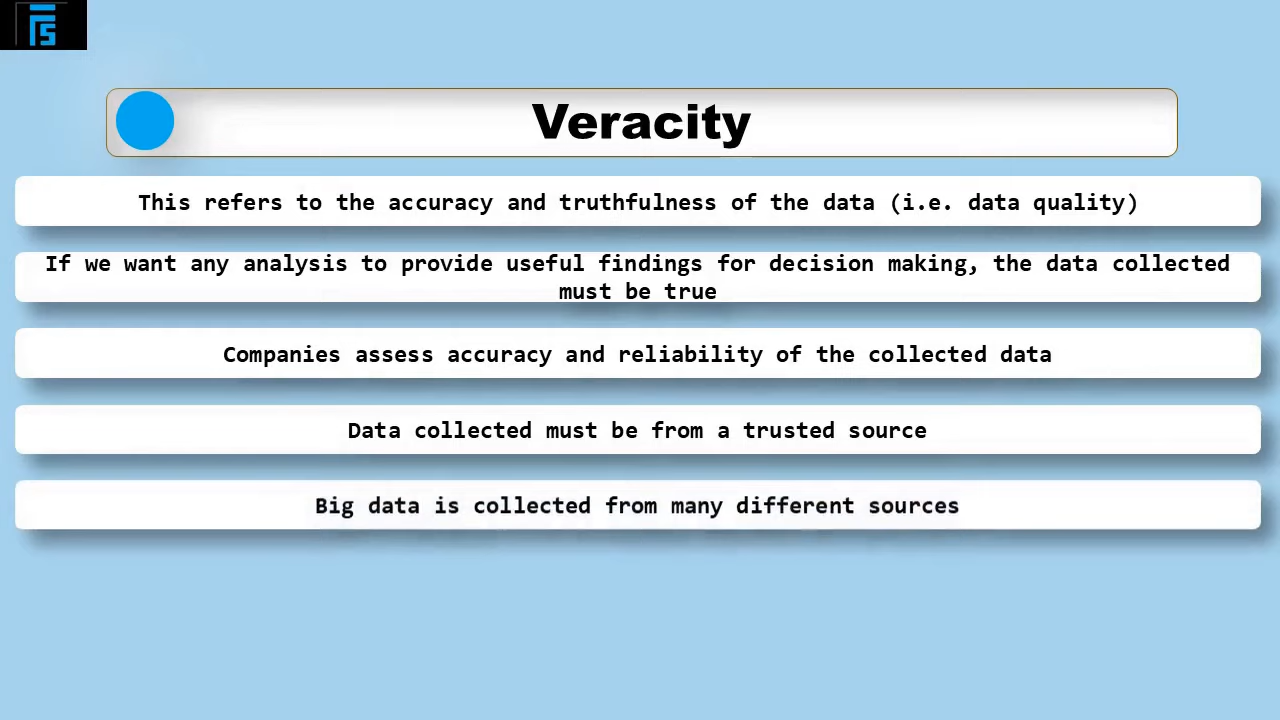 Veracity
This refers to the accuracy and truthfulness of the data (i.e. data quality)
If we want any analysis to provide useful findings for decision making, the data collected
must be true
Companies assess accuracy and reliability of the collected data
Data collected must be from a trusted source
Big data is collected from many different sources